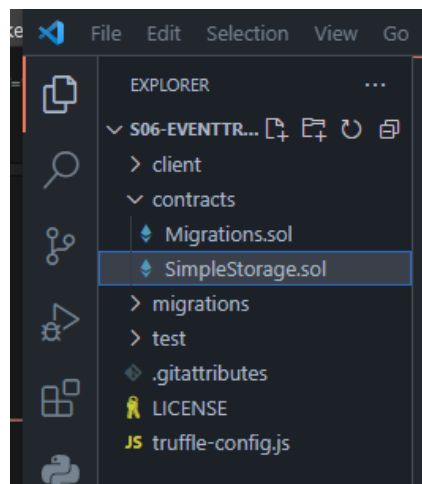 ke File Edit Selection View Go
EXPLORER ...
S06-EVENTTR...
client
contracts
Migrations.sol
SimpleStorage.sol
migrations
test
.gitattributes
LICENSE
JS truffle-config.js